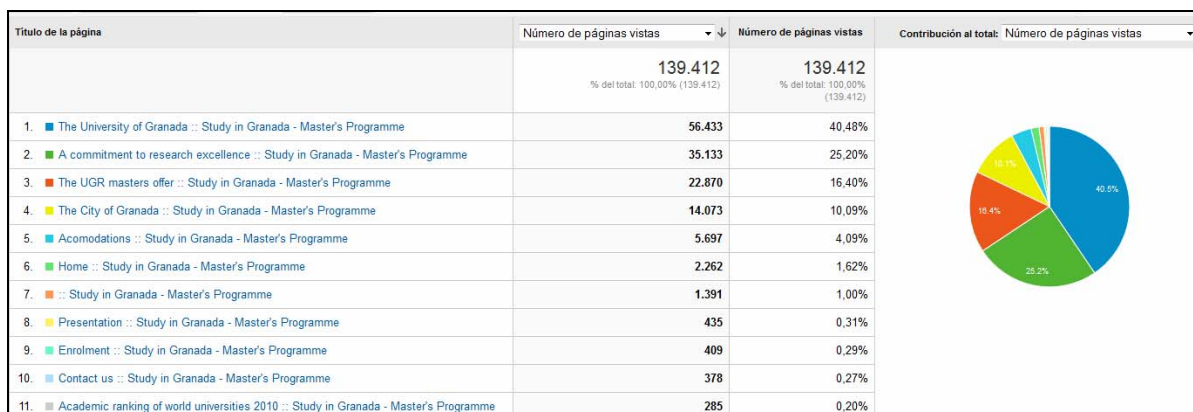 Título de la página
Número de páginas vistas
Número de páginas vistas
Contribución al total: Número de páginas vistas
139.412
% del total: 100,00% (139.412)
139.412
% del total: 100,00%
(139.412)
1. The University of Granada :: Study in Granada - Master's Programme 56.433 40,48%
2. A commitment to research excellence :: Study in Granada - Master's Programme 35.133 25,20%
3. The UGR masters offer :: Study in Granada - Master's Programme 22.870 16,40%
4. The City of Granada :: Study in Granada - Master's Programme 14.073 10,09%
5. Acomodations :: Study in Granada - Master's Programme 5.697 4,09%
6. Home :: Study in Granada - Master's Programme 2.262 1,62%
7. :: Study in Granada - Master's Programme 1.391 1,00%
8. Presentation :: Study in Granada - Master's Programme 435 0,31%
9. Enrolment :: Study in Granada - Master's Programme 409 0,29%
10. Contact us :: Study in Granada - Master's Programme 378 0,27%
11. Academic ranking of world universities 2010 :: Study in Granada - Master's Programme 285 0,20%
10.1%
40.5%
16.4%
25.2%